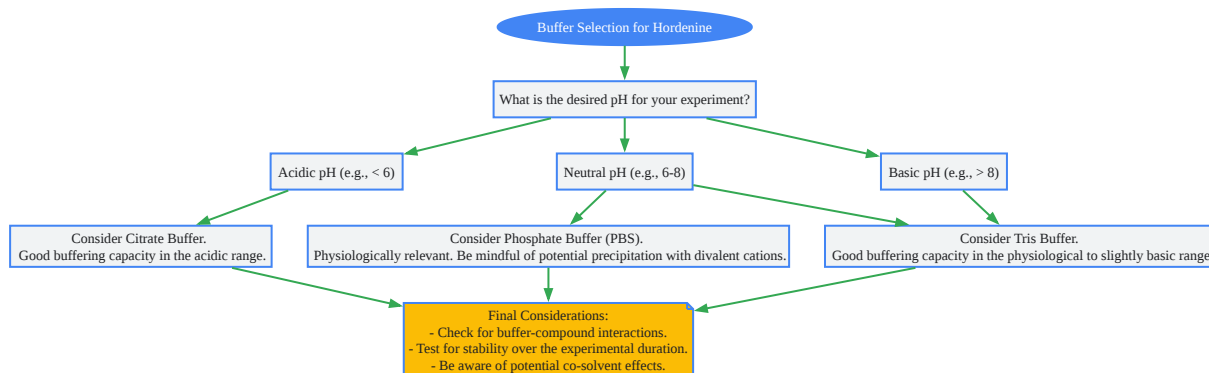 Buffer Selection for Hordenine
What is the desired pH for your experiment?
Acidic pH (e.g., < 6)
Neutral pH (e.g., 6-8)
Basic pH (e.g., > 8)
Consider Citrate Buffer.
Good buffering capacity in the acidic range.
Consider Phosphate Buffer (PBS).
Physiologically relevant. Be mindful of potential precipitation with divalent cations.
Consider Tris Buffer.
Good buffering capacity in the physiological to slightly basic range
Final Considerations:
- Check for buffer-compound interactions.
- Test for stability over the experimental duration.
- Be aware of potential co-solvent effects.